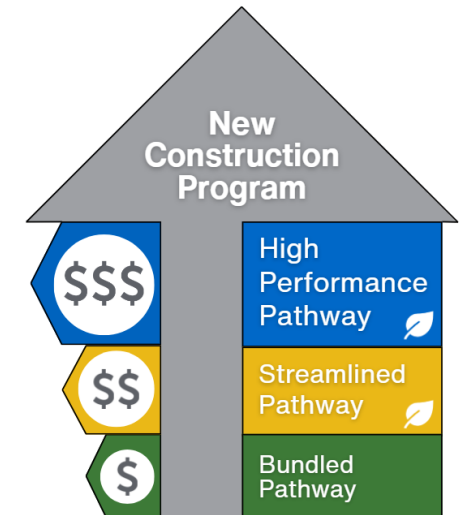 New
Construction
Program
$$$
High
Performance
Pathway
$$
Streamlined
Pathway
$
Bundled
Pathway